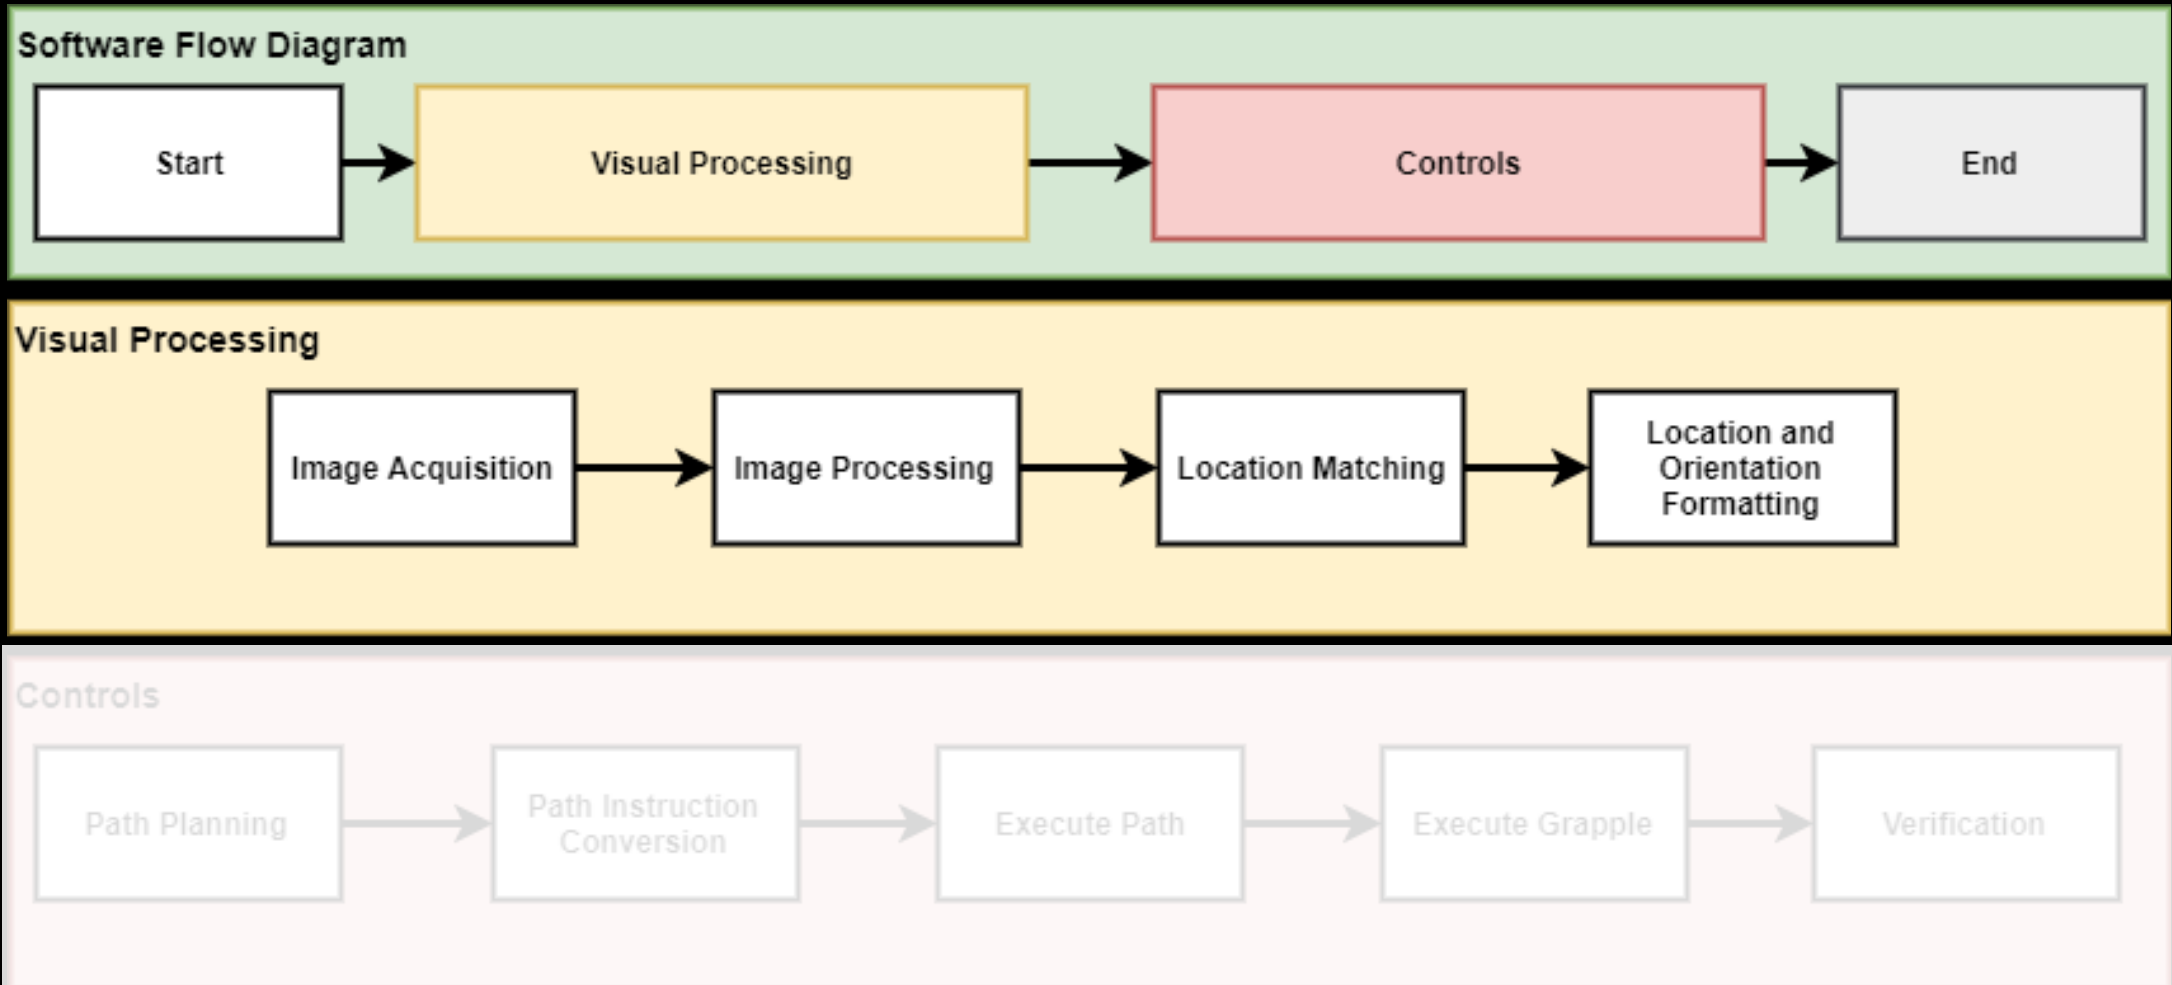 Software Flow Diagram
Start
Visual Processing
Controls
End
Visual Processing
Image Acquisition
Image Processing
Location Matching
Location and
Orientation
Formatting
Controls
Path Planning
Path Instruction
Conversion
Execute Path
Execute Grapple
Verification